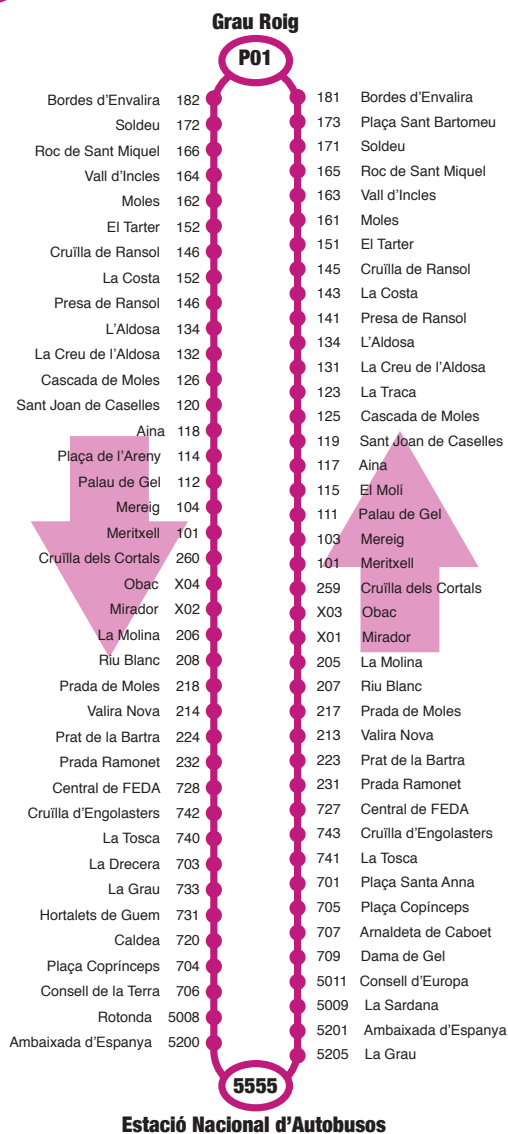 Grau Roig
P01
Bordes d'Envalira 182
Soldeu 172
Roc de Sant Miquel 166
Vall d'Incles 164
Moles 162
El Tarter 152
Cruïlla de Ransol 146
La Costa 152
Presa de Ransol 146
L'Aldosa 134
La Creu de l'Aldosa 132
Cascada de Moles 126
Sant Joan de Caselles 120
Aina 118
Plaça de l'Areny 114
Palau de Gel 112
Mereig 104
Meritxell 101
Cruïlla dels Cortals 260
Obac X04
Mirador X02
La Molina 206
Riu Blanc 208
Prada de Moles 218
Valira Nova 214
Prat de la Bartra 224
Prada Ramonet 232
Central de FEDA 728
Cruïlla d'Engolasters 742
La Tosca 740
La Drecera 703
La Grau 733
Hortalets de Guem 731
Caldea 720
Plaça Coprínceps 704
Consell de la Terra 706
Rotonda 5008
Ambaixada d'Espanya 5200
181 Bordes d'Envalira
173 Plaça Sant Bartomeu
171 Soldeu
165 Roc de Sant Miquel
163 Vall d'Incles
161 Moles
151 El Tarter
145 Cruïlla de Ransol
143 La Costa
141 Presa de Ransol
134 L'Aldosa
131 La Creu de l'Aldosa
123 La Traca
125 Cascada de Moles
119 Sant Joan de Caselles
117 Aina
115 El Molí
111 Palau de Gel
103 Mereig
101 Meritxell
259 Cruïlla dels Cortals
X03 Obac
X01 Mirador
205 La Molina
207 Riu Blanc
217 Prada de Moles
213 Valira Nova
223 Prat de la Bartra
231 Prada Ramonet
727 Central de FEDA
743 Cruïlla d'Engolasters
741 La Tosca
701 Plaça Santa Anna
705 Plaça Copínceps
707 Arnaldeta de Caboet
709 Dama de Gel
5011 Consell d'Europa
5009 La Sardana
5201 Ambaixada d'Espanya
5205 La Grau
5555
Estació Nacional d'Autobusos